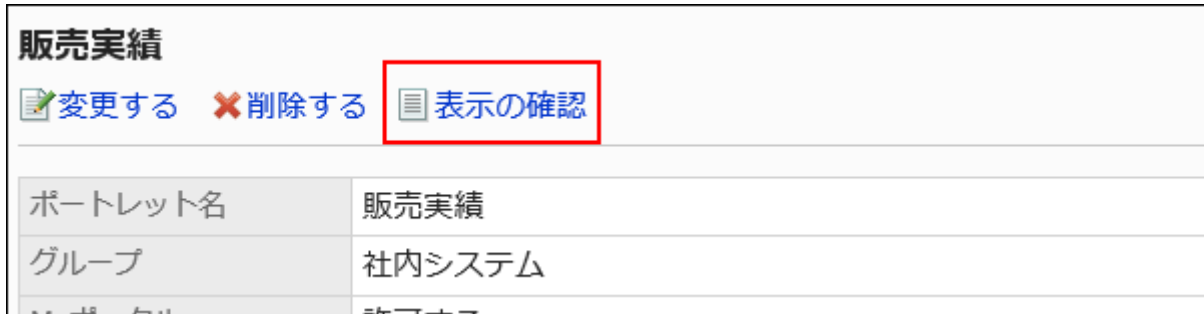 販売実績
変更する 削除する 表示の確認
ポートレット名 販売実績
グループ 社内システム